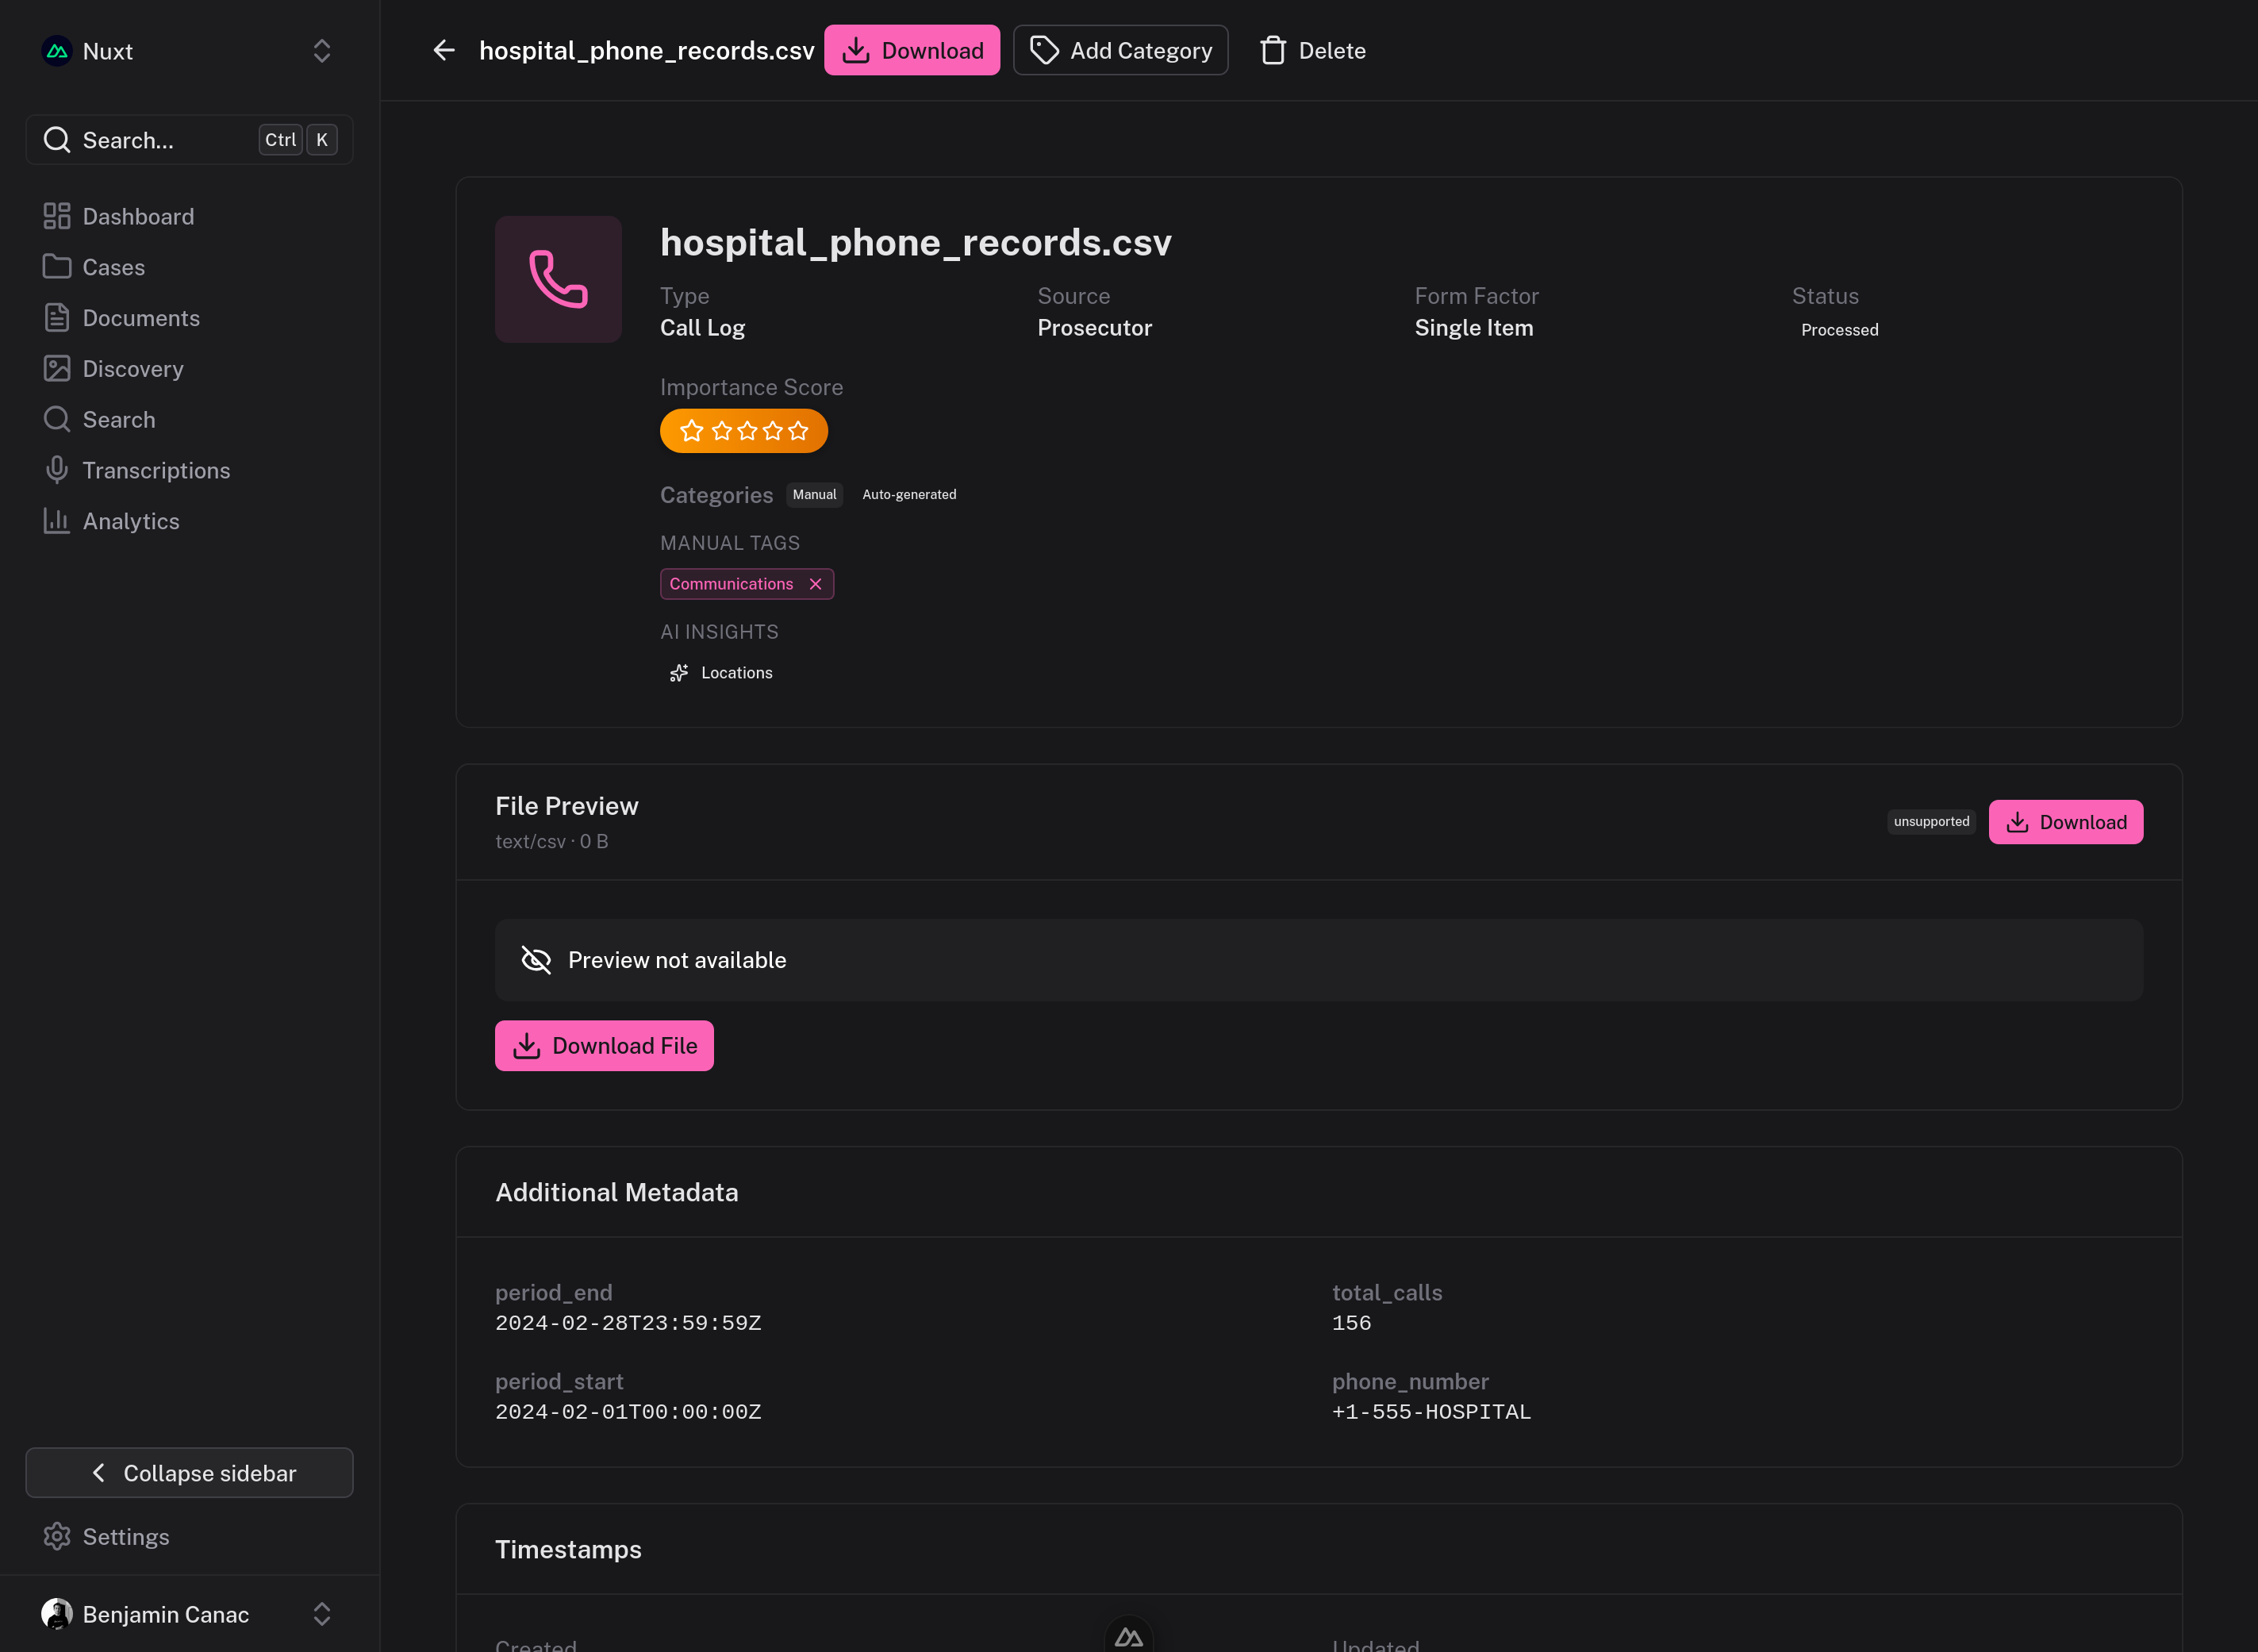 Nuxt
Search...
Ctrl K
Dashboard
Cases
Documents
Discovery
Search
Transcriptions
Analytics
Collapse sidebar
Settings
Benjamin Canac
hospital_phone_records.csv
Download
Add Category
Delete
hospital_phone_records.csv
Type
Call Log
Source
Prosecutor
Form Factor
Single Item
Status
Processed
Importance Score
Categories Manual Auto-generated
MANUAL TAGS
Communications
AI INSIGHTS
Locations
File Preview
text/csv · 0 B
unsupported
Download
Preview not available
Download File
Additional Metadata
period_end
2024-02-28T23:59:59Z
total_calls
156
period_start
2024-02-01T00:00:00Z
phone_number
+1-555-HOSPITAL
Timestamps
Created
Updated